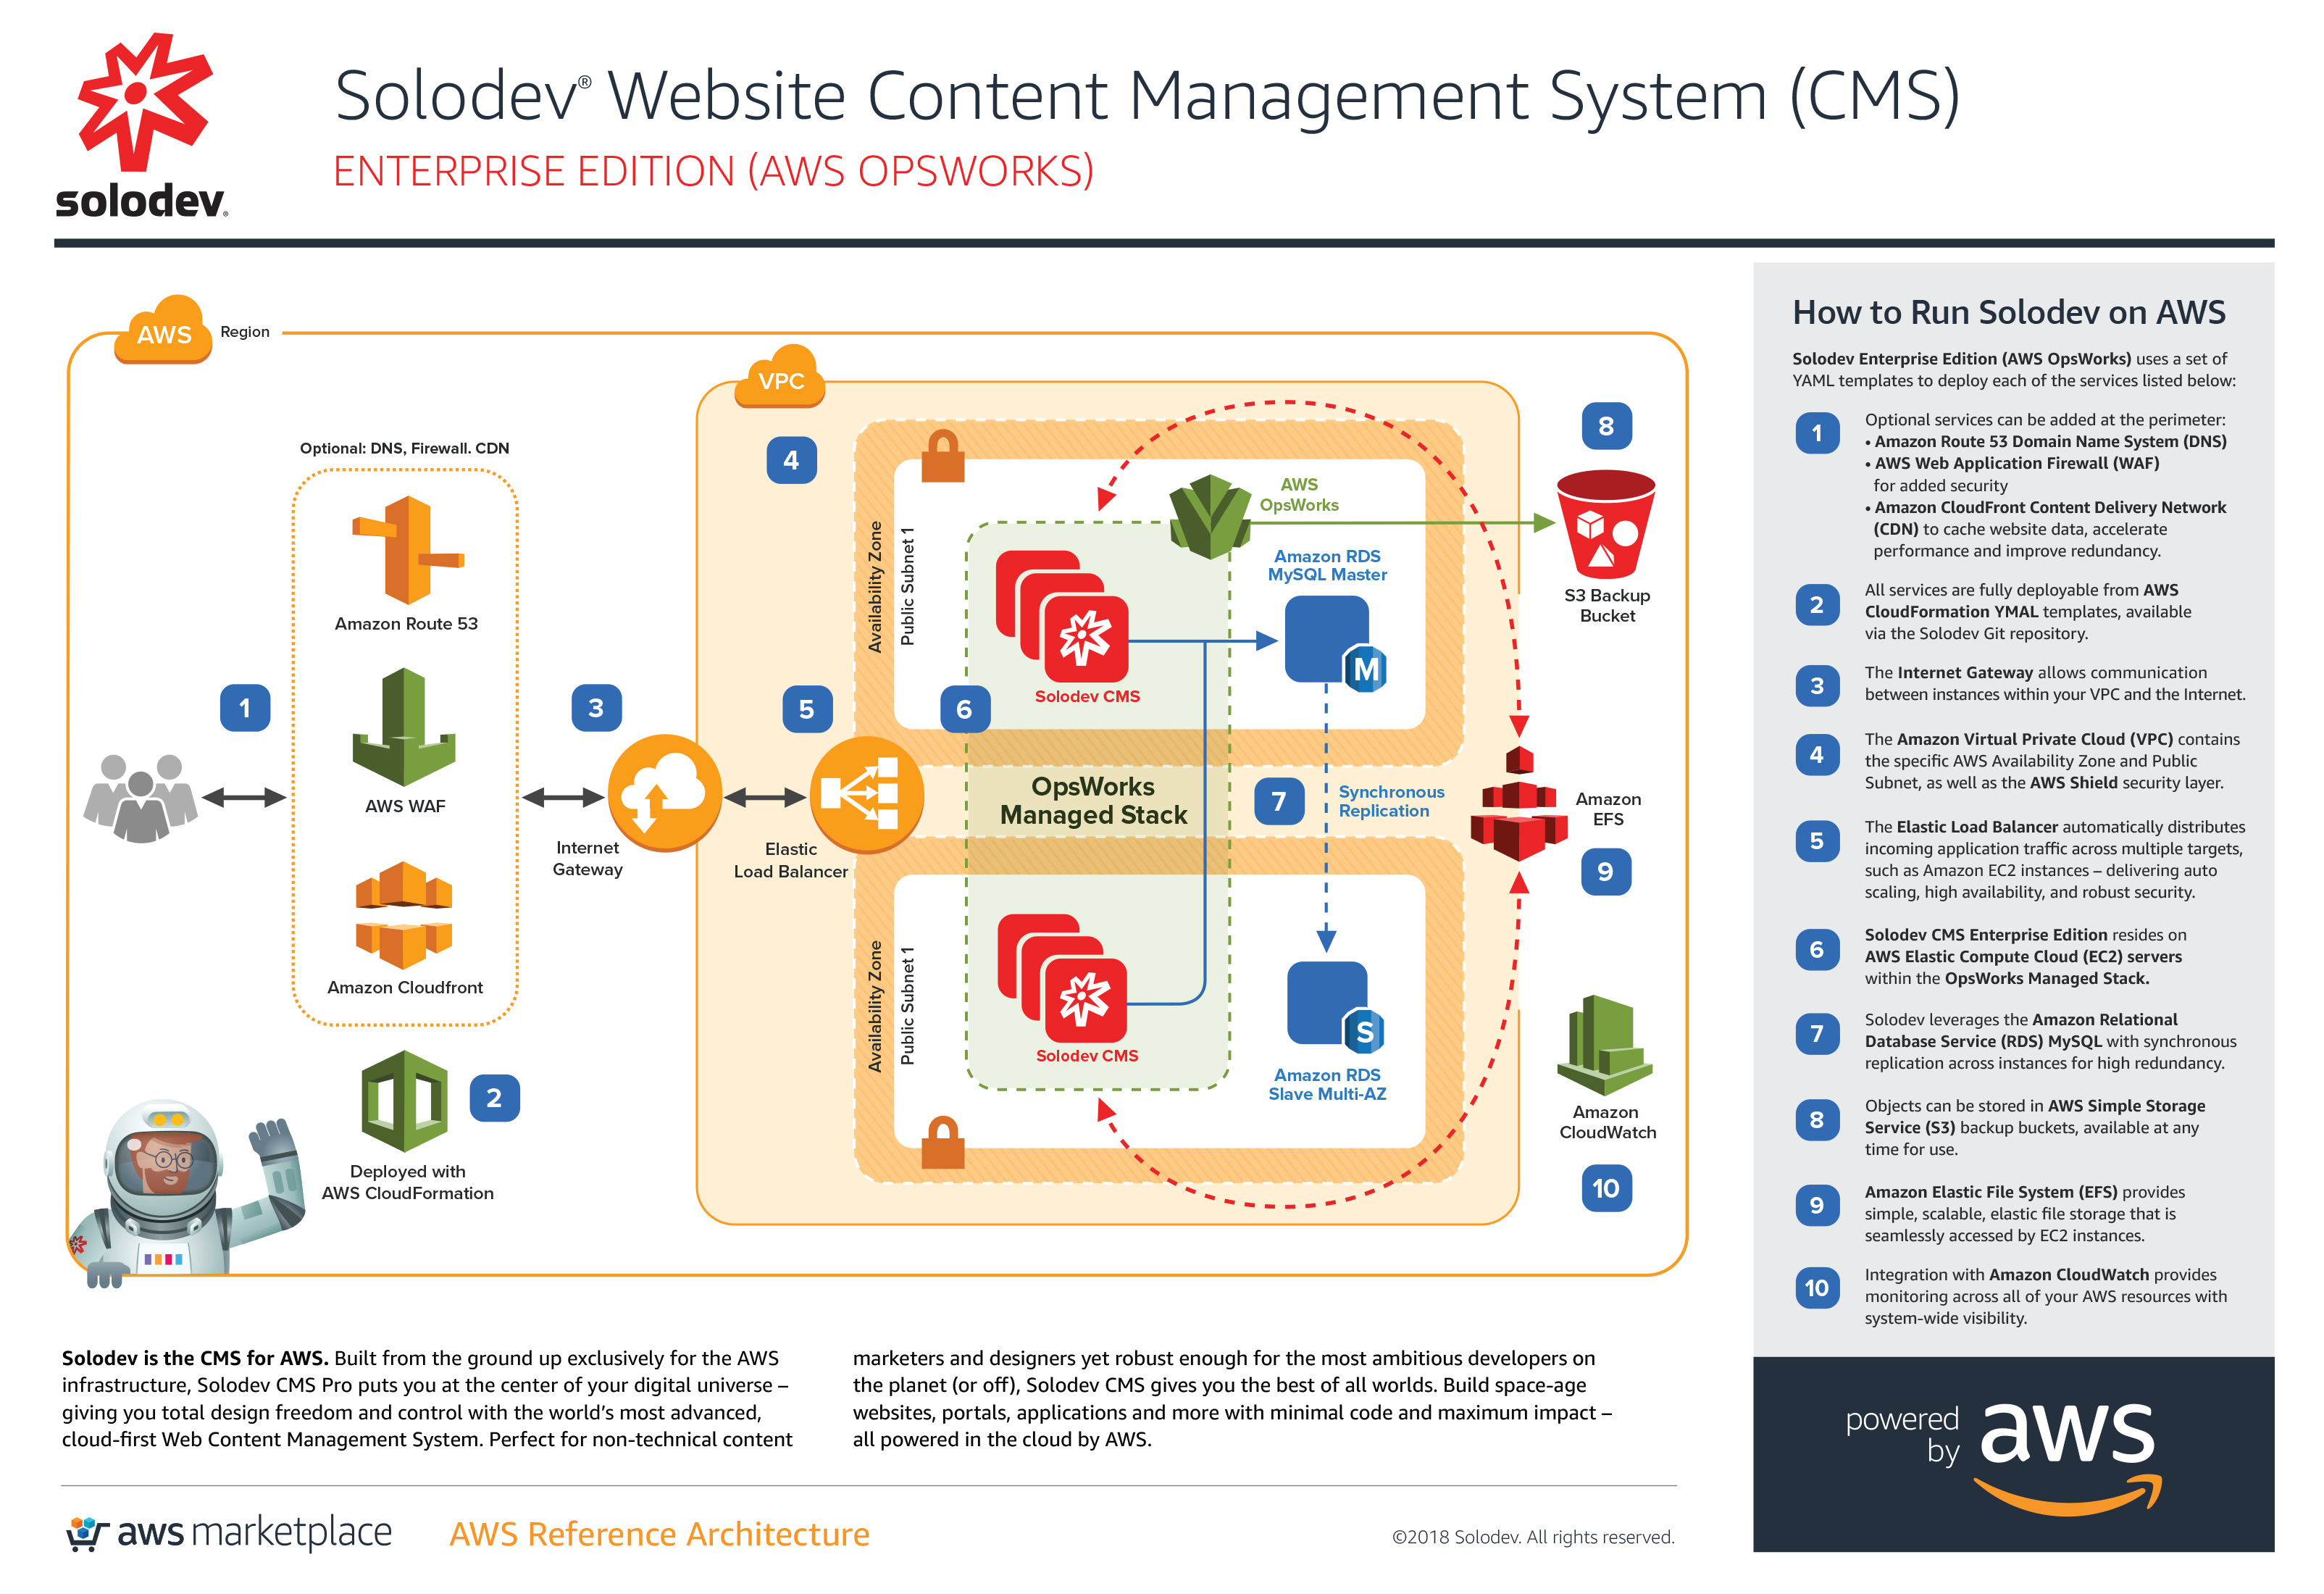 solodev®
Solodev® Website Content Management System (CMS)
ENTERPRISE EDITION (AWS OPSWORKS)
AWS
Region
VPC
Optional: DNS, Firewall. CDN
Amazon Route 53
AWS WAF
Amazon Cloudfront
1
2
Deployed with
AWS CloudFormation
3
Internet
Gateway
4
5
Elastic
Load Balancer
Availability Zone
Public Subnet 1
6
Solodev CMS
AWS
OpsWorks
Amazon RDS
MySQL Master
M
OpsWorks
Managed Stack
7
Synchronous
Replication
Availability Zone
Public Subnet 1
Solodev CMS
S
Amazon RDS
Slave Multi-AZ
8
S3 Backup
Bucket
Amazon
EFS
9
Amazon
CloudWatch
10
How to Run Solodev on AWS
Solodev Enterprise Edition (AWS OpsWorks) uses a set of
YAML templates to deploy each of the services listed below:
1
Optional services can be added at the perimeter:
• Amazon Route 53 Domain Name System (DNS)
• AWS Web Application Firewall (WAF)
for added security
• Amazon CloudFront Content Delivery Network
(CDN) to cache website data, accelerate
performance and improve redundancy.
2
All services are fully deployable from AWS
CloudFormation YMAL templates, available
via the Solodev Git repository.
3
The Internet Gateway allows communication
between instances within your VPC and the Internet.
4
The Amazon Virtual Private Cloud (VPC) contains
the specific AWS Availability Zone and Public
Subnet, as well as the AWS Shield security layer.
5
The Elastic Load Balancer automatically distributes
incoming application traffic across multiple targets,
such as Amazon EC2 instances – delivering auto
scaling, high availability, and robust security.
6
Solodev CMS Enterprise Edition resides on
AWS Elastic Compute Cloud (EC2) servers
within the OpsWorks Managed Stack.
7
Solodev leverages the Amazon Relational
Database Service (RDS) MySQL with synchronous
replication across instances for high redundancy.
8
Objects can be stored in AWS Simple Storage
Service (S3) backup buckets, available at any
time for use.
9
Amazon Elastic File System (EFS) provides
simple, scalable, elastic file storage that is
seamlessly accessed by EC2 instances.
10
Integration with Amazon CloudWatch provides
monitoring across all of your AWS resources with
system-wide visibility.
Solodev is the CMS for AWS. Built from the ground up exclusively for the AWS
infrastructure, Solodev CMS Pro puts you at the center of your digital universe –
giving you total design freedom and control with the world's most advanced,
cloud-first Web Content Management System. Perfect for non-technical content
marketers and designers yet robust enough for the most ambitious developers on
the planet (or off), Solodev CMS gives you the best of all worlds. Build space-age
websites, portals, applications and more with minimal code and maximum impact –
all powered in the cloud by AWS.
powered
by
aws
aws marketplace
AWS Reference Architecture
©2018 Solodev. All rights reserved.